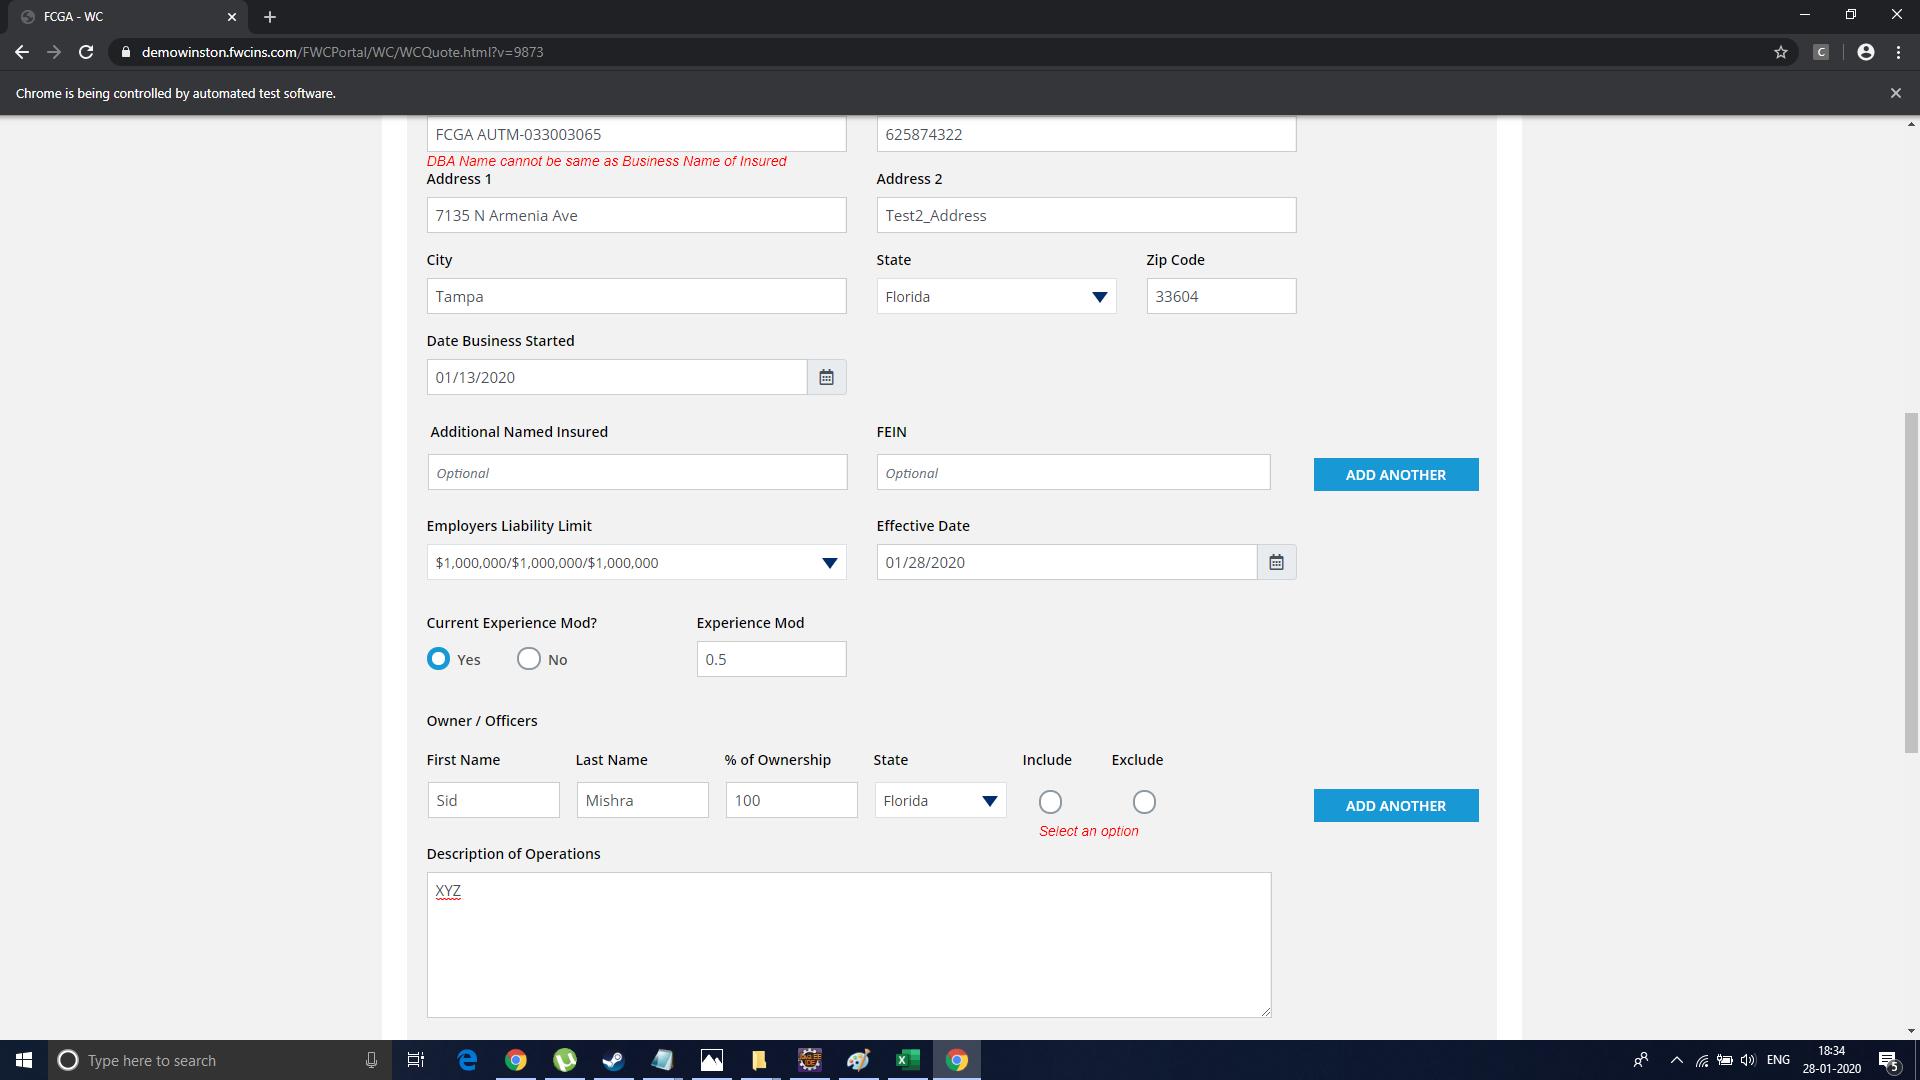 FCGA - WC
demowinston.fwcins.com/FWCPortal/WC/WCQuote.html?v=9873
C
Chrome is being controlled by automated test software.
FCGA AUTM-033003065 625874322
DBA Name cannot be same as Business Name of Insured
Address 1 Address 2
7135 N Armenia Ave Test2_Address
City State Zip Code
Tampa Florida 33604
Date Business Started
01/13/2020
Additional Named Insured FEIN
Optional Optional ADD ANOTHER
Employers Liability Limit Effective Date
$1,000,000/$1,000,000/$1,000,000 01/28/2020
Current Experience Mod? Experience Mod
Yes No 0.5
Owner / Officers
First Name Last Name % of Ownership State Include Exclude
Sid Mishra 100 Florida ADD ANOTHER
Select an option
Description of Operations
XYZ
Type here to search ENG 18:34
28-01-2020 5